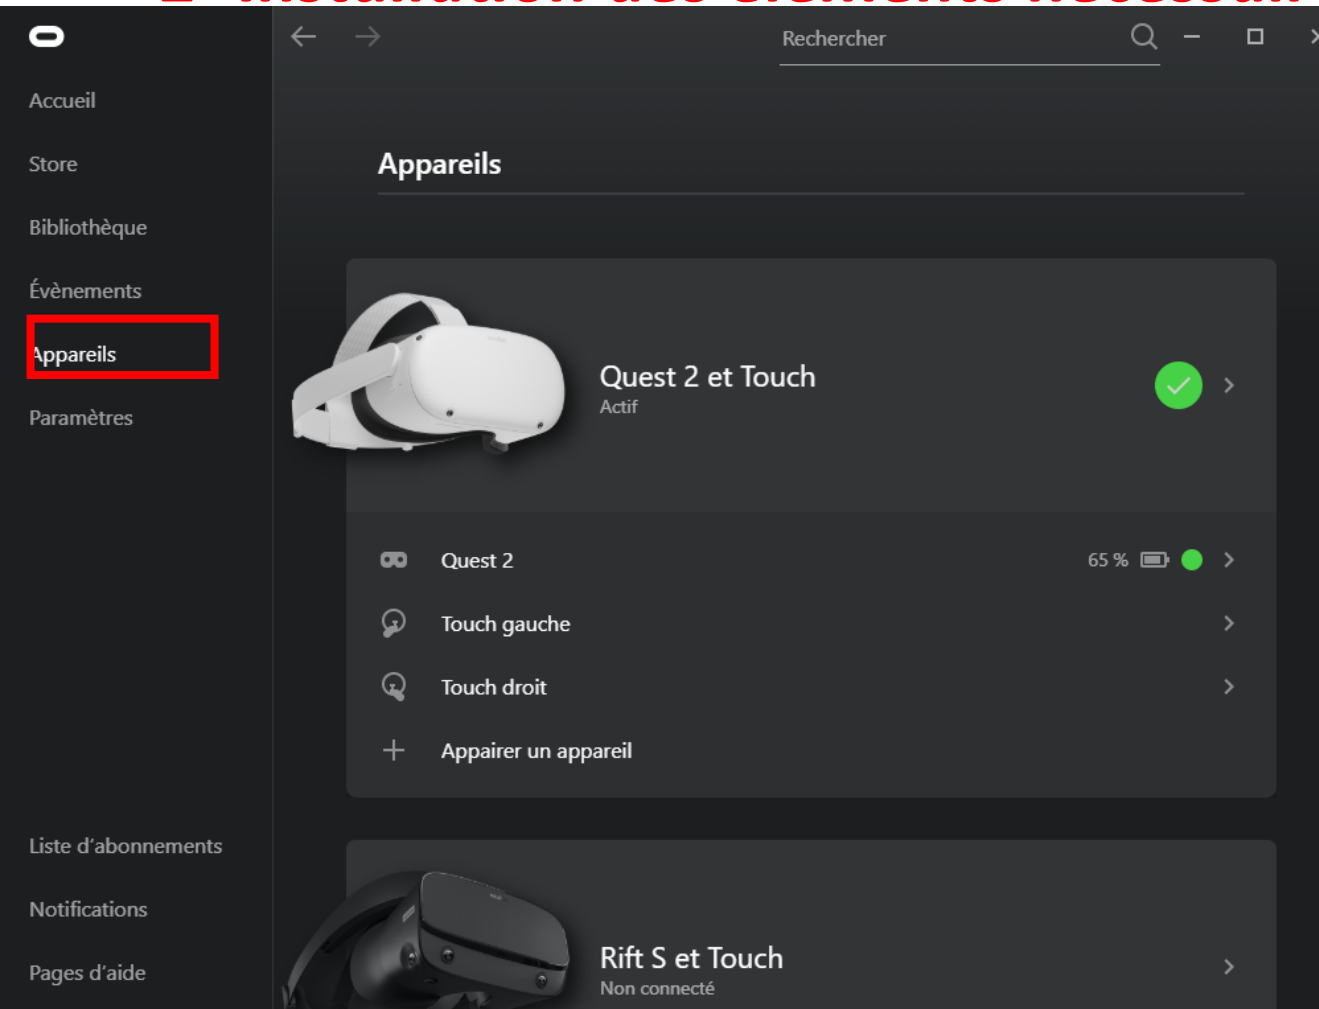 Rechercher
Accueil
Store
Bibliothèque
Évènements
Appareils
Paramètres
Liste d'abonnements
Notifications
Pages d'aide
Appareils
Quest 2 et Touch
Actif
Quest 2
65 %
Touch gauche
Touch droit
Appairer un appareil
Rift S et Touch
Non connecté